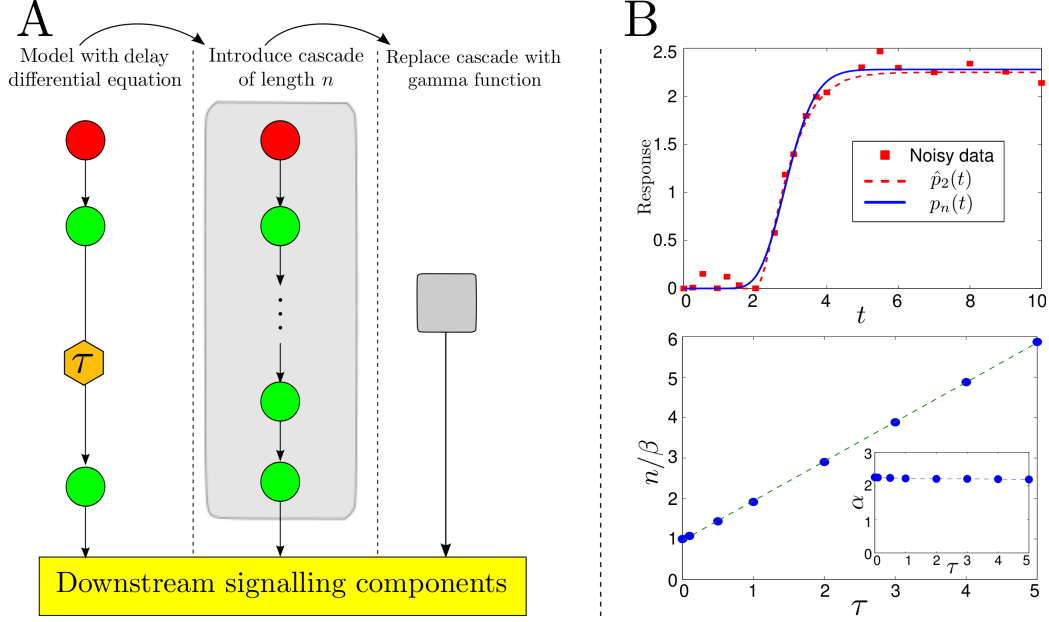 A
Model with delay
differential equation
Introduce cascade
of length n
Replace cascade with
gamma function
τ
Downstream signalling components
B
2.5
2
1.5
1
0.5
0
Response
0 2 4 6 8 10
t
Noisy data
p̂₂(t)
pₙ(t)
6
5
4
3
2
1
0
n/β
0 1 2 3 4 5
τ
3
2
1
0
α
0 1 2 3 4 5
τ